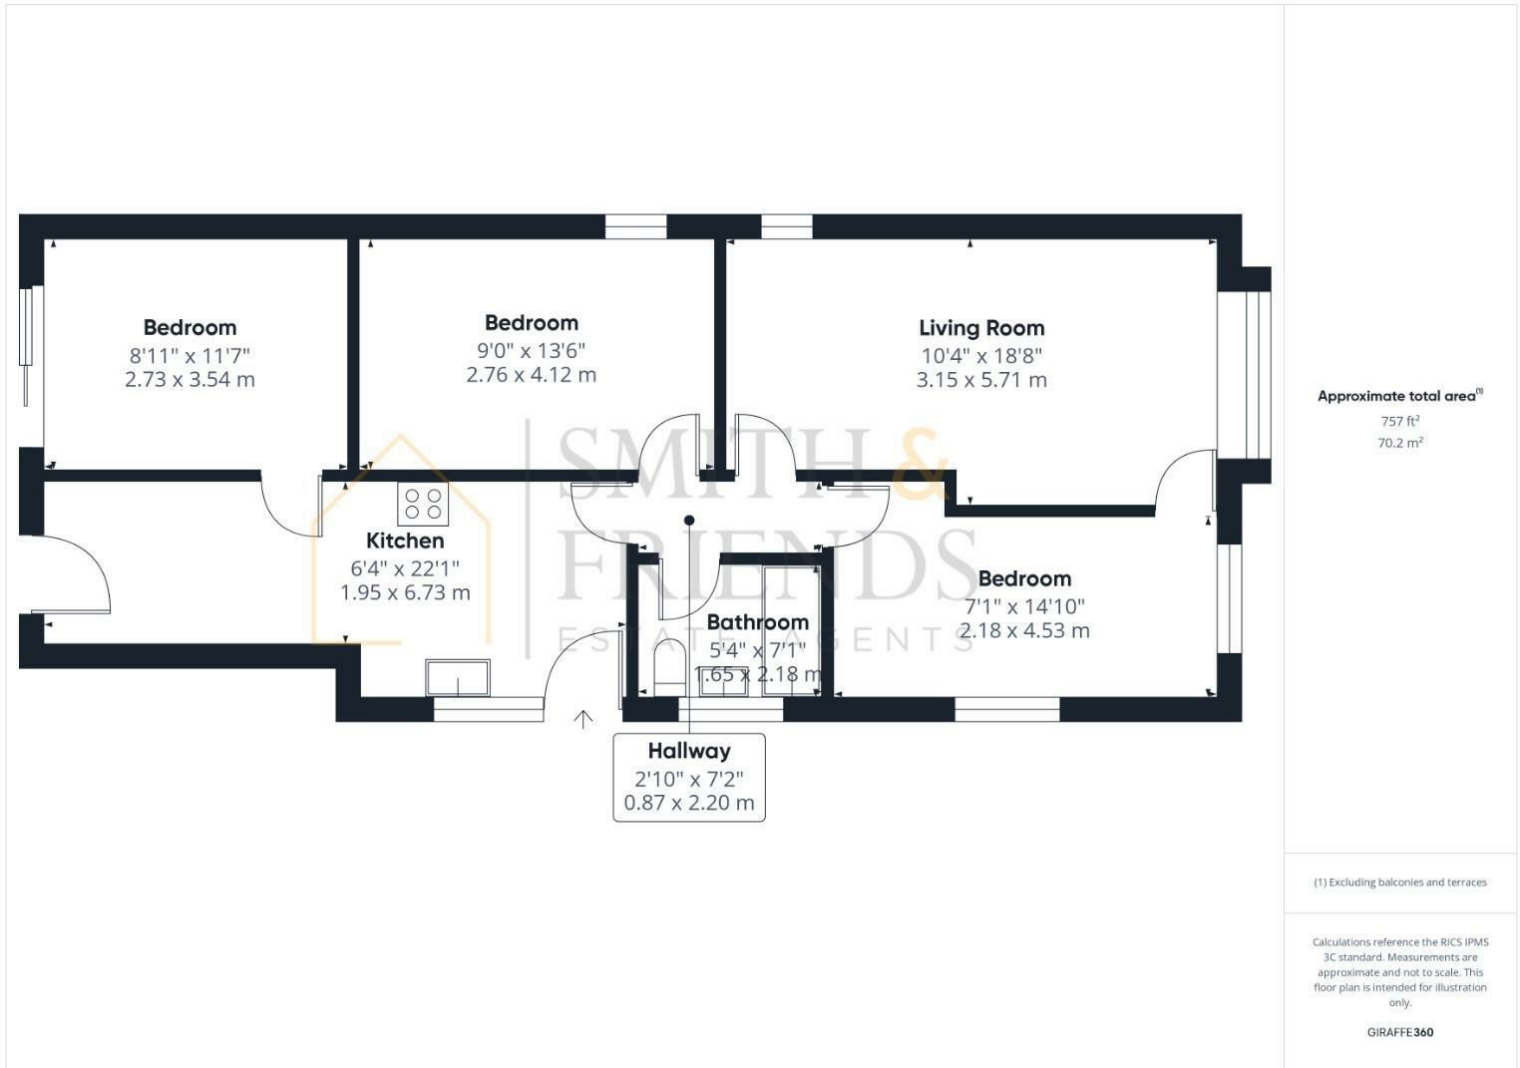 Bedroom
8'11" x 11'7"
2.73 x 3.54 m
Bedroom
9'0" x 13'6"
2.76 x 4.12 m
Living Room
10'4" x 18'8"
3.15 x 5.71 m
SMITH &
FRIENDS
ESTATE AGENTS
Kitchen
6'4" x 22'1"
1.95 x 6.73 m
Bathroom
5'4" x 7'1"
1.65 x 2.18 m
Bedroom
7'1" x 14'10"
2.18 x 4.53 m
Hallway
2'10" x 7'2"
0.87 x 2.20 m
Approximate total area(1)
757 ft²
70.2 m²
(1) Excluding balconies and terraces
Calculations reference the RICS IPMS
3C standard. Measurements are
approximate and not to scale. This
floor plan is intended for illustration
only.
GIRAFFE360